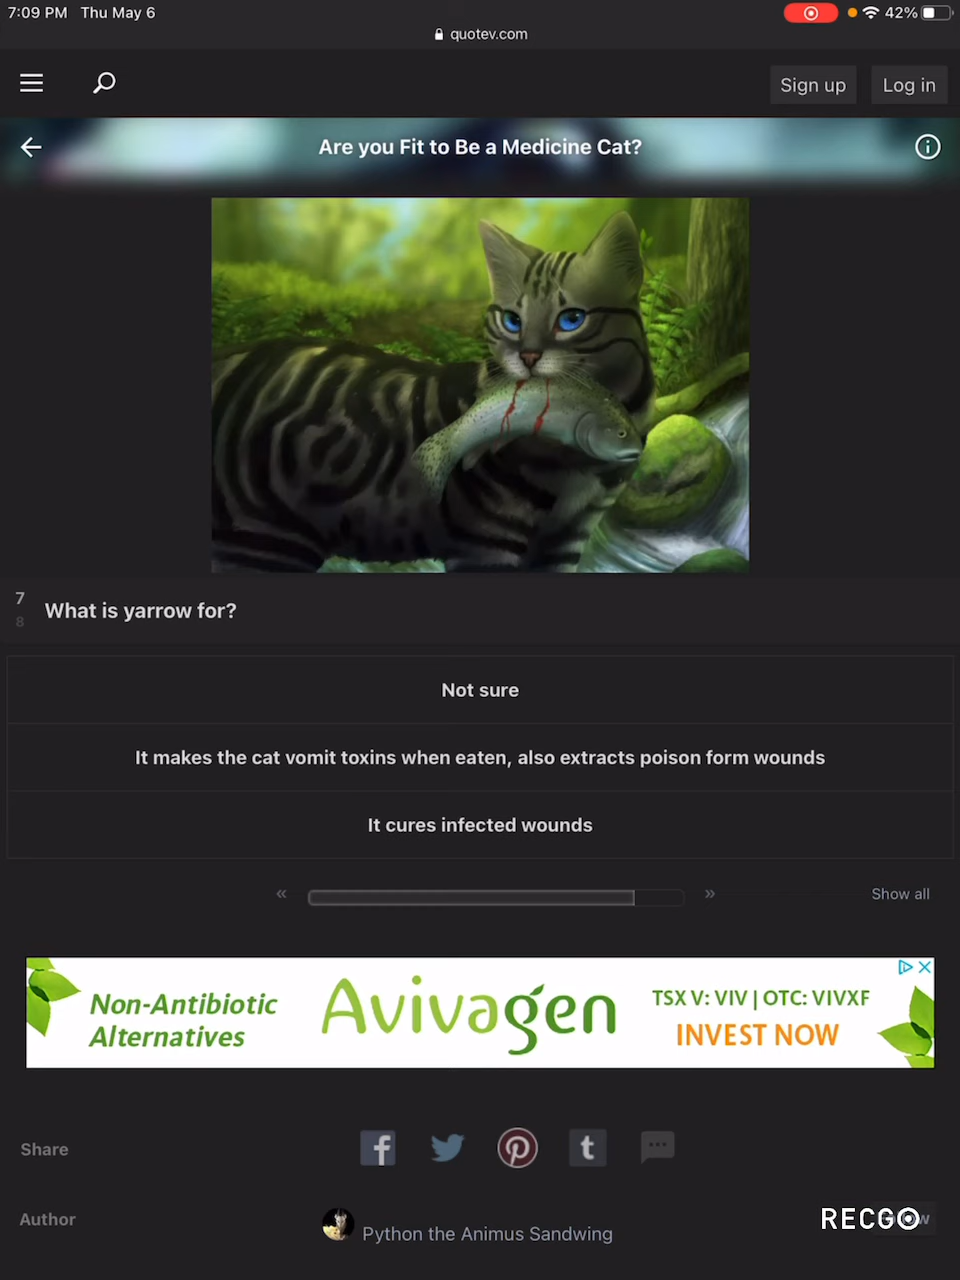 7:09 PM Thu May 6
42%
quotev.com
Sign up
Log in
Are you Fit to Be a Medicine Cat?
7
8
What is yarrow for?
Not sure
It makes the cat vomit toxins when eaten, also extracts poison form wounds
It cures infected wounds
« »
Show all
Non-Antibiotic
Alternatives
Avivagen
TSX V: VIV | OTC: VIVXF
INVEST NOW
Share
Author
Python the Animus Sandwing
RECGO